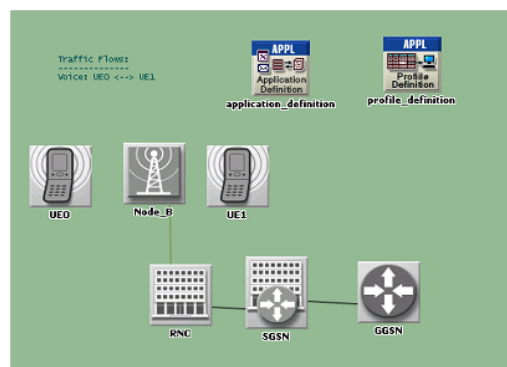 Traffic Flows:
--------------
Voice: UE0 <--> UE1
APPL
Application
Definition
application_definition
APPL
Profile
Definition
profile_definition
UE0
Node_B
UE1
RNC
SGSN
GGSN